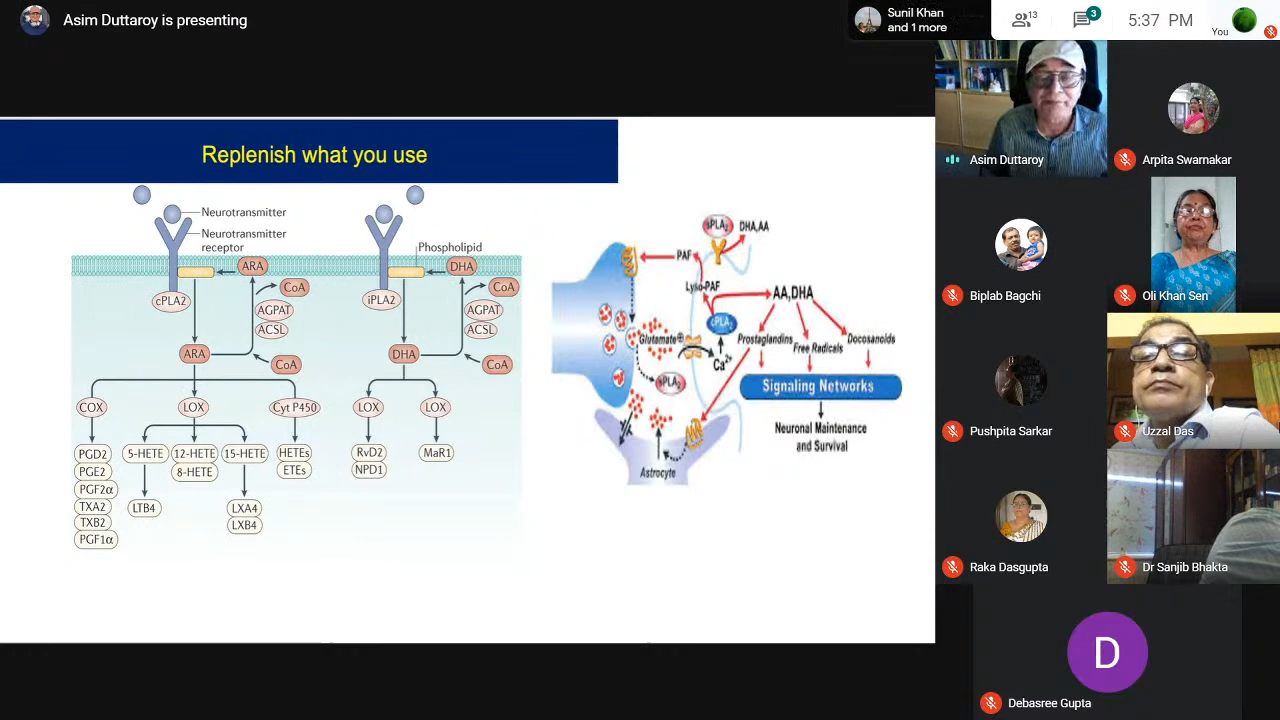 Asim Duttaroy is presenting
Sunil Khan
and 1 more
13
3
5:37 PM
You
Replenish what you use
Neurotransmitter
Neurotransmitter
receptor
ARA
cPLA2
CoA
AGPAT
ACSL
ARA
CoA
COX
LOX
Cyt P450
PGD2
PGE2
PGF2α
TXA2
TXB2
PGF1α
5-HETE
12-HETE
8-HETE
15-HETE
HETEs
ETEs
LTB4
LXA4
LXB4
Phospholipid
DHA
iPLA2
CoA
AGPAT
ACSL
DHA
CoA
LOX
LOX
RvD2
NPD1
MaR1
sPLA2
DHA,AA
PAF
Lyso-PAF
AA,DHA
cPLA2
Glutamate
Ca2+
sPLA2
Prostaglandins
Free Radicals
Docosanoids
Signaling Networks
Neuronal Maintenance
and Survival
Astrocyte
Asim Duttaroy
Arpita Swarnakar
Biplab Bagchi
Oli Khan Sen
Pushpita Sarkar
Uzzal Das
Raka Dasgupta
Dr Sanjib Bhakta
D
Debasree Gupta